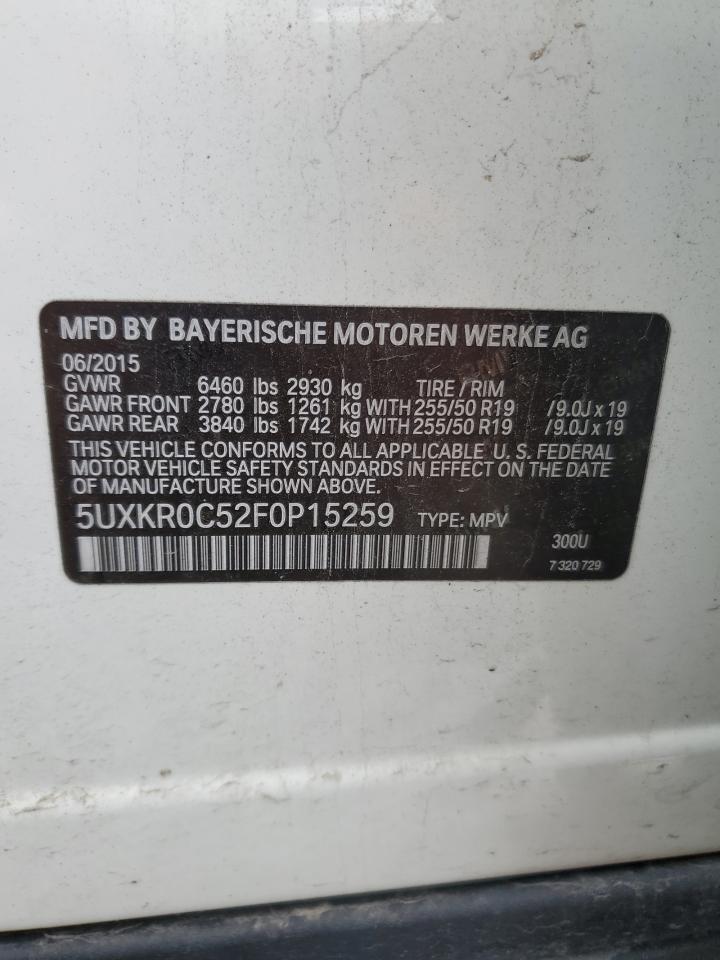 MFD BY BAYERISCHE MOTOREN WERKE AG
06/2015
GVWR 6460 lbs 2930 kg TIRE / RIM
GAWR FRONT 2780 lbs 1261 kg WITH 255/50 R19 /9.0J x 19
GAWR REAR 3840 lbs 1742 kg WITH 255/50 R19 /9.0J x 19
THIS VEHICLE CONFORMS TO ALL APPLICABLE U. S. FEDERAL
MOTOR VEHICLE SAFETY STANDARDS IN EFFECT ON THE DATE
OF MANUFACTURE SHOWN ABOVE.
5UXKR0C52F0P15259 TYPE: MPV
300U
7 320 729